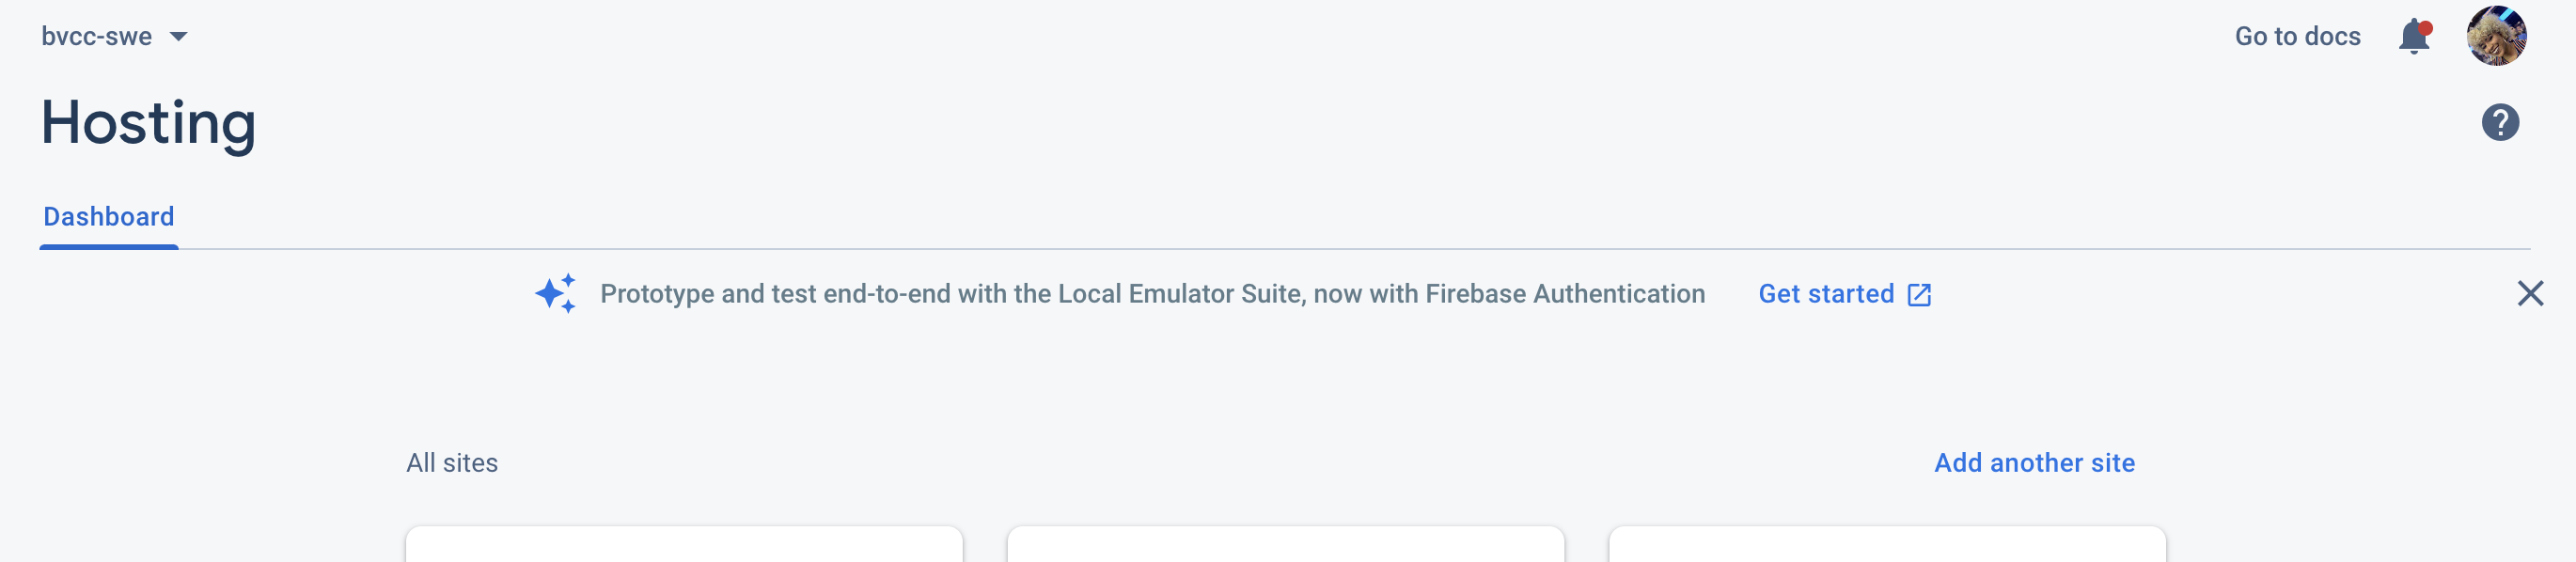 bvcc-swe
Go to docs
Hosting
Dashboard
Prototype and test end-to-end with the Local Emulator Suite, now with Firebase Authentication
Get started
All sites
Add another site